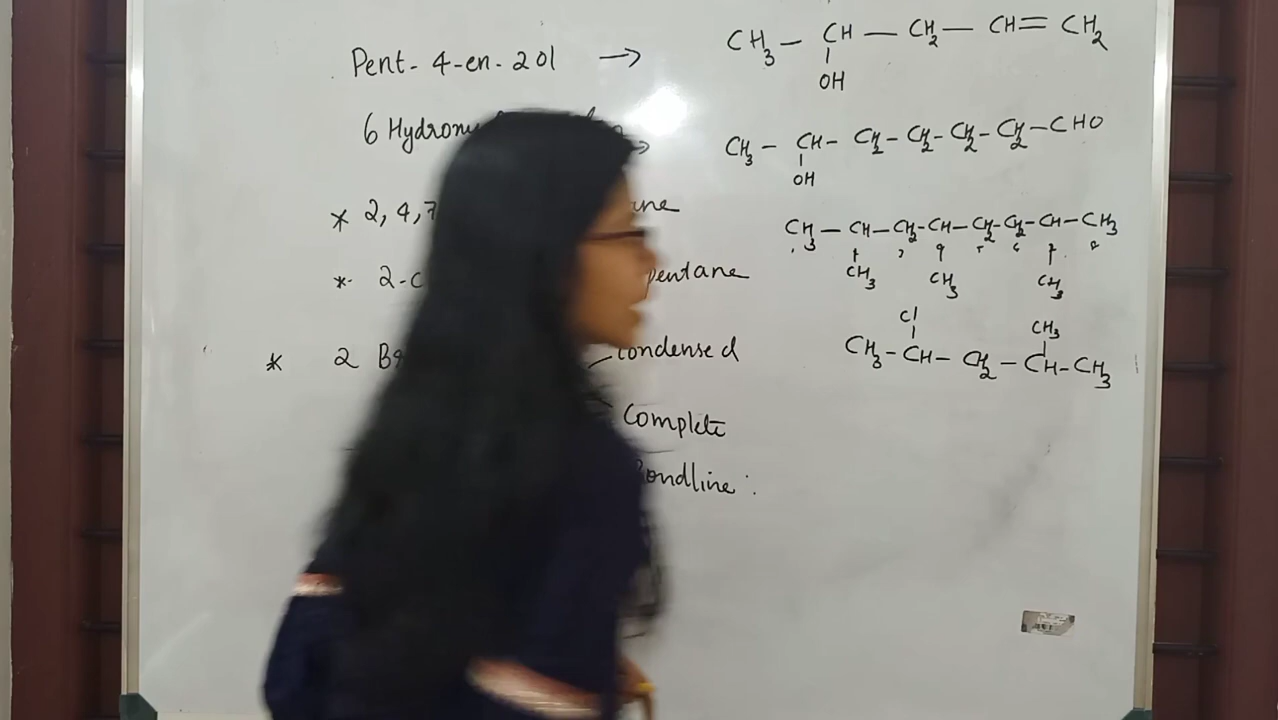 Pent - 4-en- 2 ol → CH3 — CH — CH2 — CH = CH2
OH
6 → CH3 - CH - CH2 - CH2 - CH2 - CH2 - CHO
OH
* 2, 4, 7 ane CH3 — CH — CH2 - CH - CH2 - CH2 - CH - CH3
CH3 CH3 CH3
* 2-C pentane
Cl CH3
CH3 - CH - CH2 - CH - CH3
* 2 Condensed
Complete
Bondline :